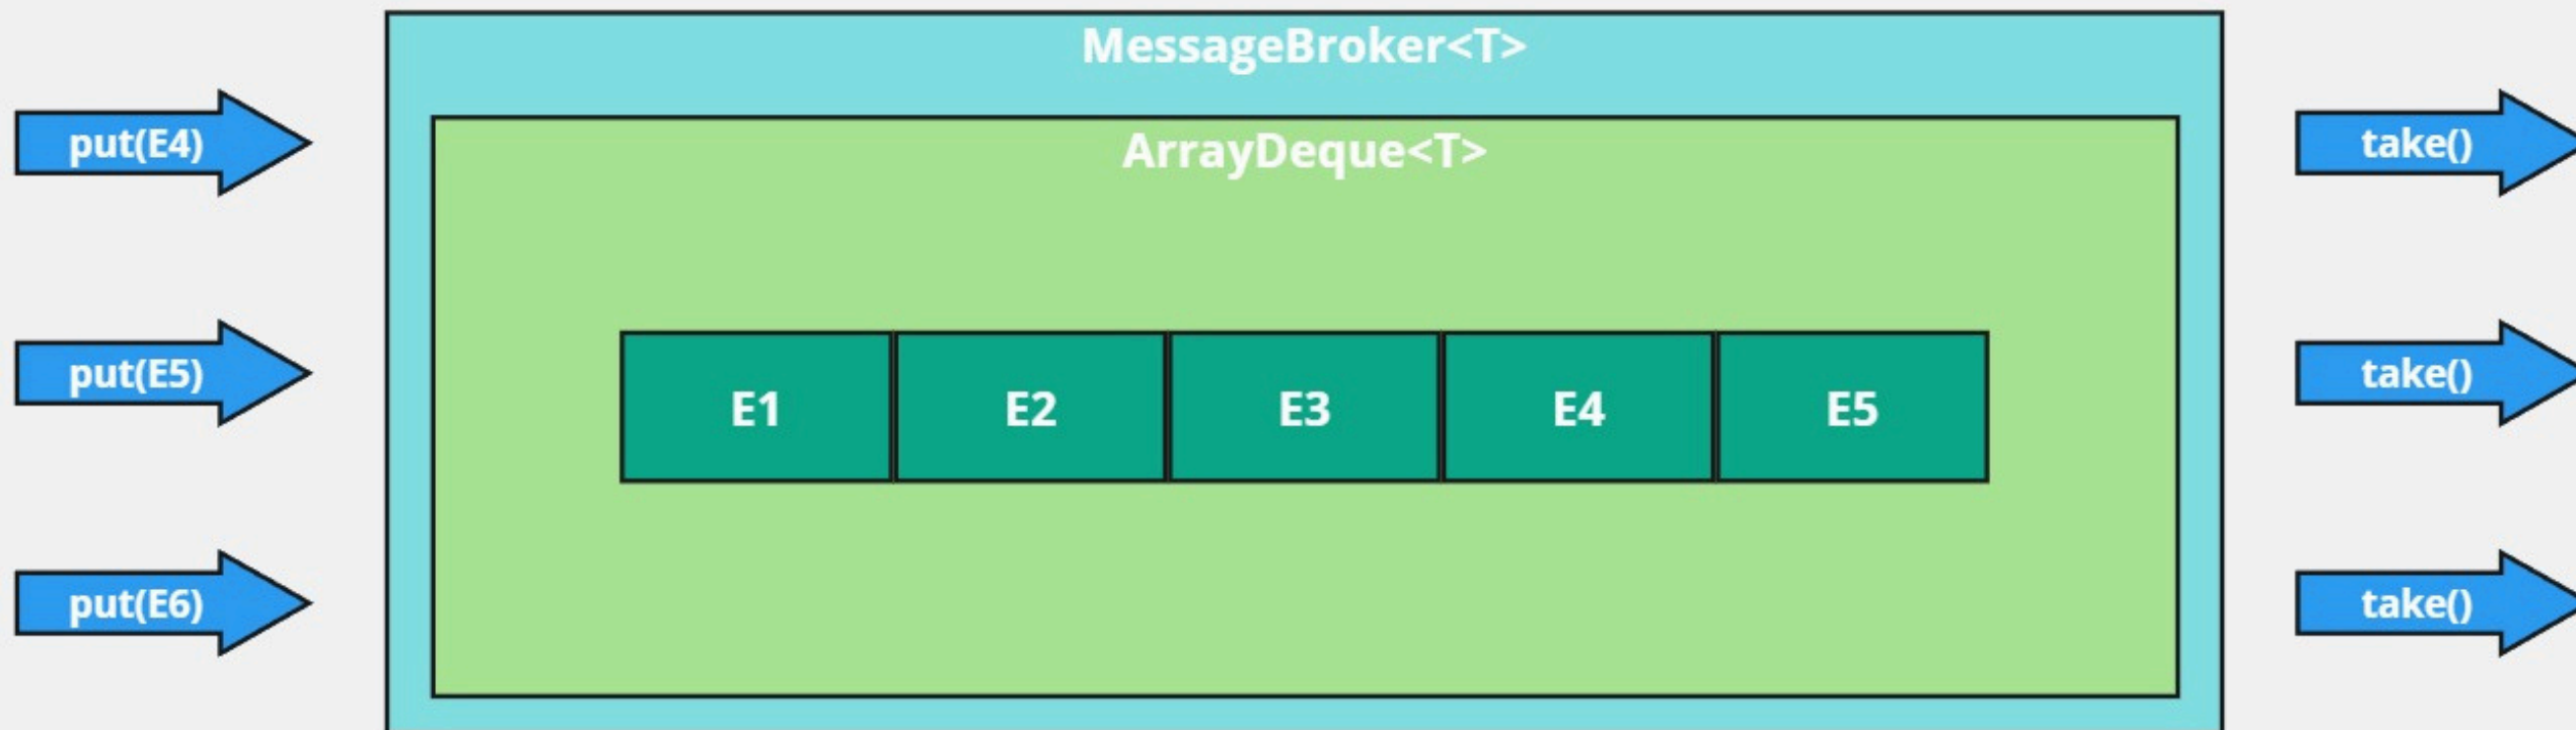 MessageBroker<T>
ArrayDeque<T>
put(E4)
put(E5)
put(E6)
E1
E2
E3
E4
E5
take()
take()
take()